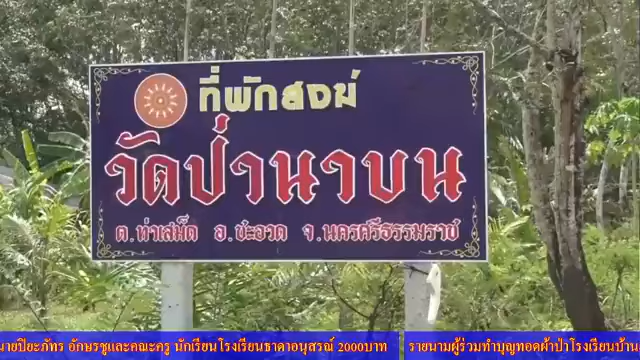 ที่พักสงฆ์
วัดป่านาบน
ต.ท่าเสม็ด อ.ชะอวด จ.นครศรีธรรมราช
นายปิยะภัทร อักษรชูและคณะครู นักเรียนโรงเรียนธาดาอนุสรณ์ 2000บาท รายนามผู้ร่วมทำบุญทอดผ้าป่าโรงเรียนบ้าน